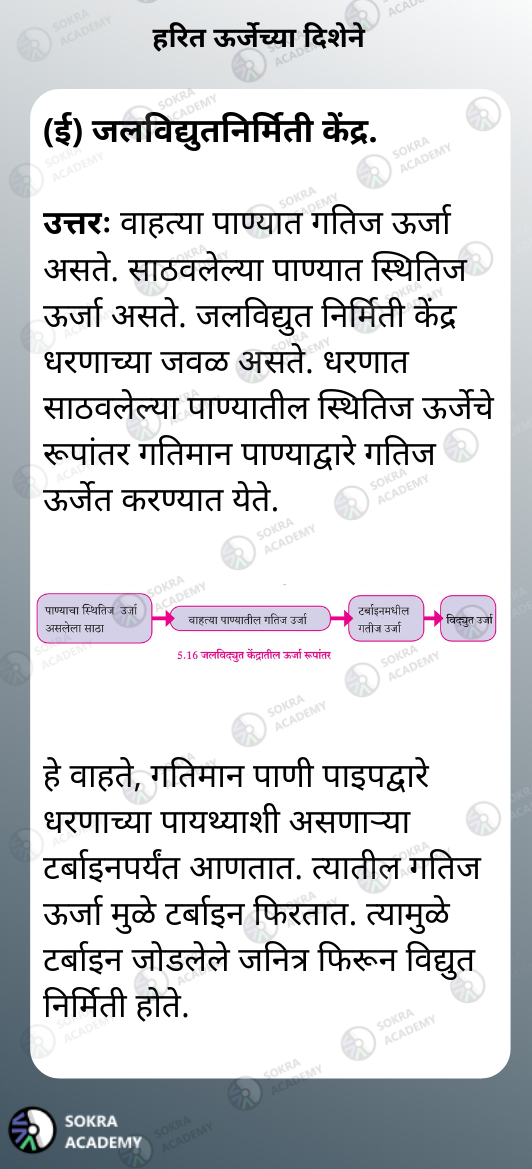 हरित ऊर्जेच्या दिशेने
(ई) जलविद्युतनिर्मिती केंद्र.
उत्तरः वाहत्या पाण्यात गतिज ऊर्जा
असते. साठवलेल्या पाण्यात स्थितिज
ऊर्जा असते. जलविद्युत निर्मिती केंद्र
धरणाच्या जवळ असते. धरणात
साठवलेल्या पाण्यातील स्थितिज ऊर्जेचे
रूपांतर गतिमान पाण्याद्वारे गतिज
ऊर्जेत करण्यात येते.
पाण्याचा स्थितिज उर्जा
असलेला साठा
वाहत्या पाण्यातील गतिज उर्जा
टर्बाइनमधील
गतीज उर्जा
विद्युत उर्जा
5.16 जलविद्युत केंद्रातील ऊर्जा रूपांतर
हे वाहते, गतिमान पाणी पाइपद्वारे
धरणाच्या पायथ्याशी असणाऱ्या
टर्बाइनपर्यंत आणतात. त्यातील गतिज
ऊर्जा मुळे टर्बाइन फिरतात. त्यामुळे
टर्बाइन जोडलेले जनित्र फिरून विद्युत
निर्मिती होते.
SOKRA
ACADEMY